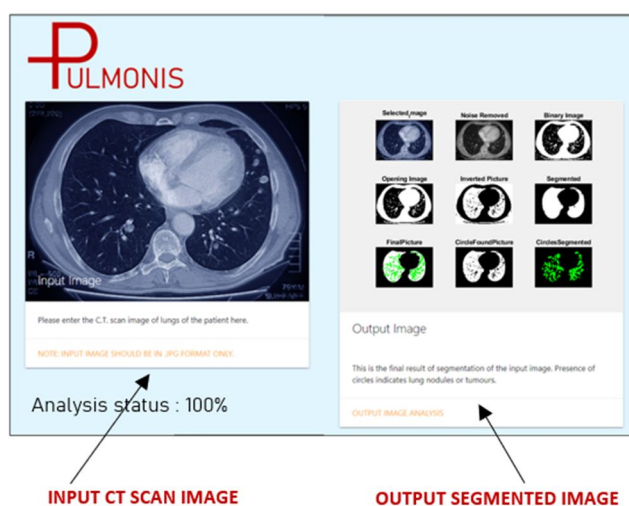 PULMONIS
R
Input Image
Please enter the C.T. scan image of lungs of the patient here.
NOTE: INPUT IMAGE SHOULD BE IN .JPG FORMAT ONLY.
Analysis status : 100%
Selected,mage
Noise Removed
Binary Image
Opening Image
Inverted Picture
Segmented
FinalPicture
CircleFoundPicture
CirclesSegmented
Output Image
This is the final result of segmentation of the input image. Presence of
circles indicates lung nodules or tumours.
OUTPUT IMAGE ANALYSIS
INPUT CT SCAN IMAGE
OUTPUT SEGMENTED IMAGE